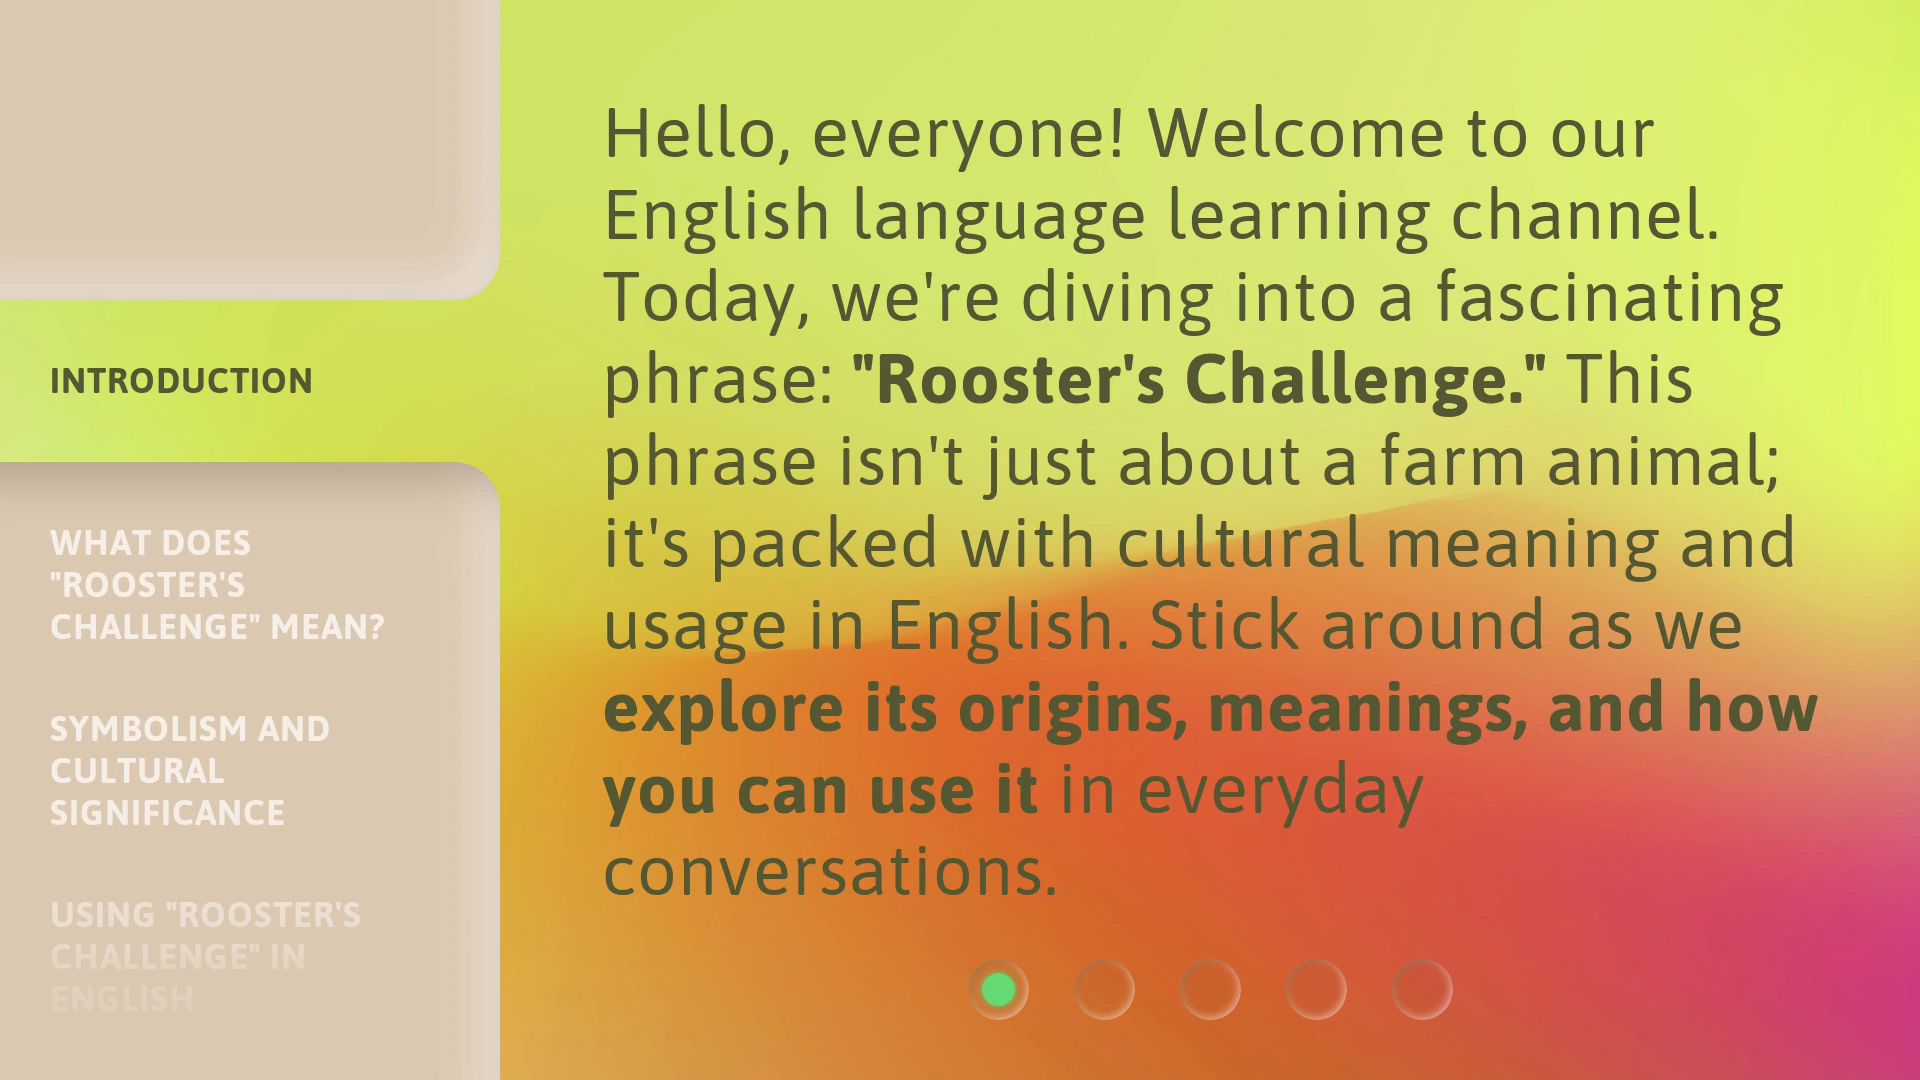 INTRODUCTION
WHAT DOES
"ROOSTER'S
CHALLENGE" MEAN?
SYMBOLISM AND
CULTURAL
SIGNIFICANCE
USING "ROOSTER'S
CHALLENGE" IN
ENGLISH
Hello, everyone! Welcome to our
English language learning channel.
Today, we're diving into a fascinating
phrase: "Rooster's Challenge." This
phrase isn't just about a farm animal;
it's packed with cultural meaning and
usage in English. Stick around as we
explore its origins, meanings, and how
you can use it in everyday
conversations.